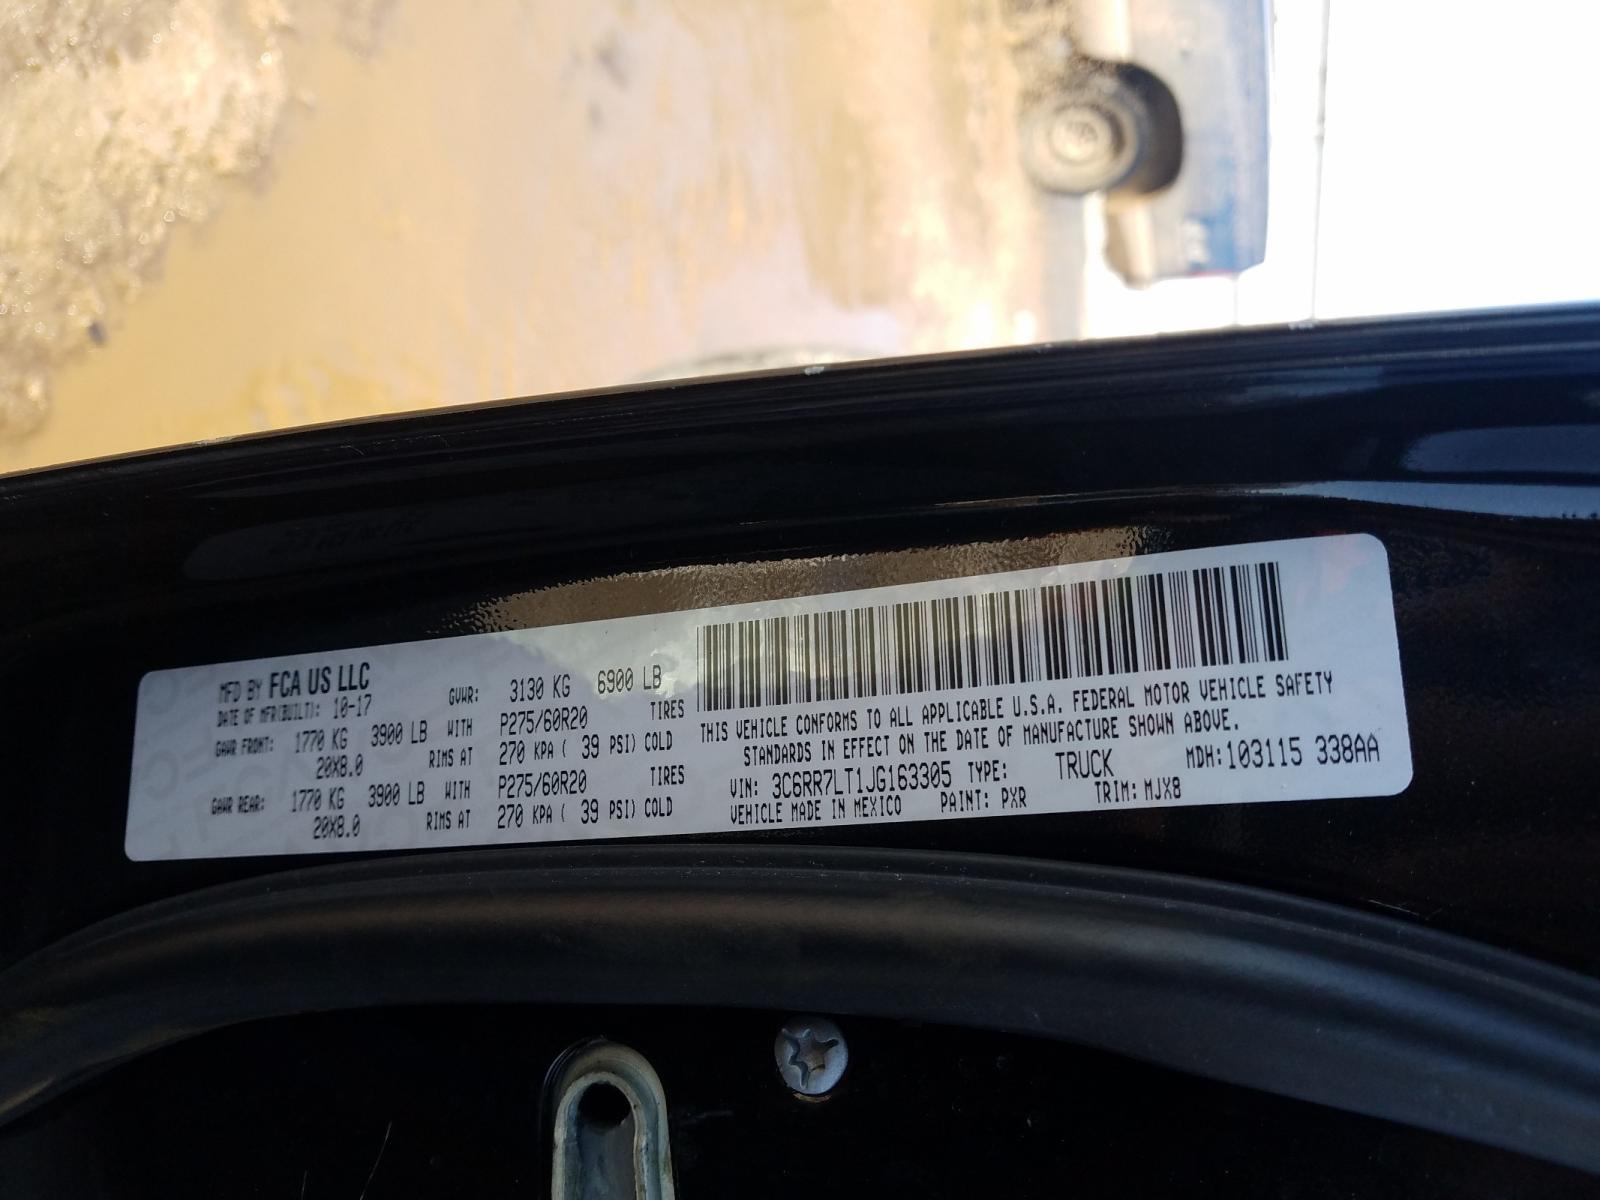 MFD BY FCA US LLC
DATE OF MFR(BUILT): 10-17 GVWR: 3130 KG 6900 LB
GAWR FRONT: 1770 KG 3900 LB WITH P275/60R20 TIRES
20X8.0 RIMS AT 270 KPA ( 39 PSI) COLD
GAWR REAR: 1770 KG 3900 LB WITH P275/60R20 TIRES
20X8.0 RIMS AT 270 KPA ( 39 PSI) COLD
THIS VEHICLE CONFORMS TO ALL APPLICABLE U.S.A. FEDERAL MOTOR VEHICLE SAFETY
STANDARDS IN EFFECT ON THE DATE OF MANUFACTURE SHOWN ABOVE.
VIN: 3C6RR7LT1JG163305 TYPE: TRUCK MDH: 103115 338AA
VEHICLE MADE IN MEXICO PAINT: PXR TRIM: MJX8